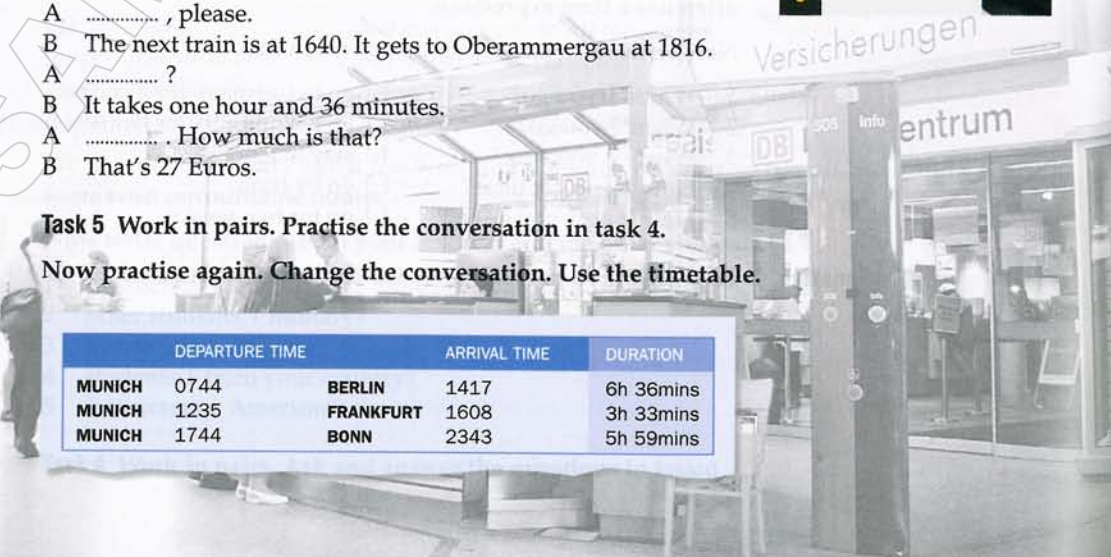 A .............. , please.
B The next train is at 1640. It gets to Oberammergau at 1816.
A .............. ?
B It takes one hour and 36 minutes.
A .............. . How much is that?
B That's 27 Euros.
Versicherungen
SOS Info
DB entrum
DB
Task 5 Work in pairs. Practise the conversation in task 4.
Now practise again. Change the conversation. Use the timetable.
DEPARTURE TIME ARRIVAL TIME DURATION
MUNICH 0744 BERLIN 1417 6h 36mins
MUNICH 1235 FRANKFURT 1608 3h 33mins
MUNICH 1744 BONN 2343 5h 59mins